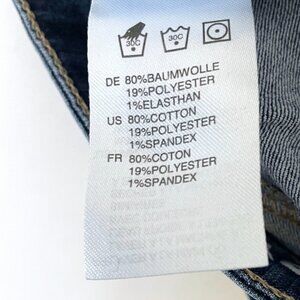 30C 30C
DE 80%BAUMWOLLE
19%POLYESTER
1%ELASTHAN
US 80%COTTON
19%POLYESTER
1%SPANDEX
FR 80%COTON
19%POLYESTER
1%SPANDEX